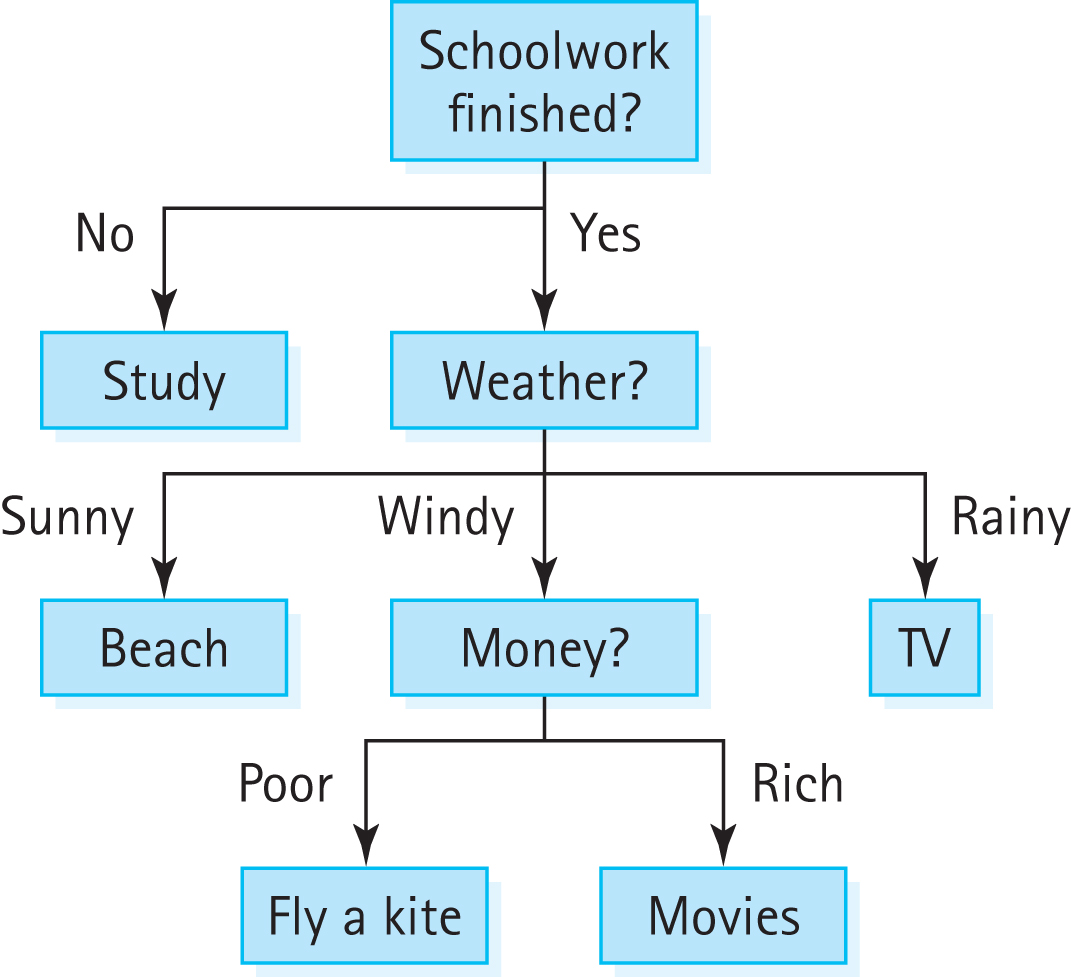 Schoolwork
finished?
No
Yes
Study
Weather?
Sunny
Windy
Rainy
Beach
Money?
TV
Poor
Rich
Fly a kite
Movies